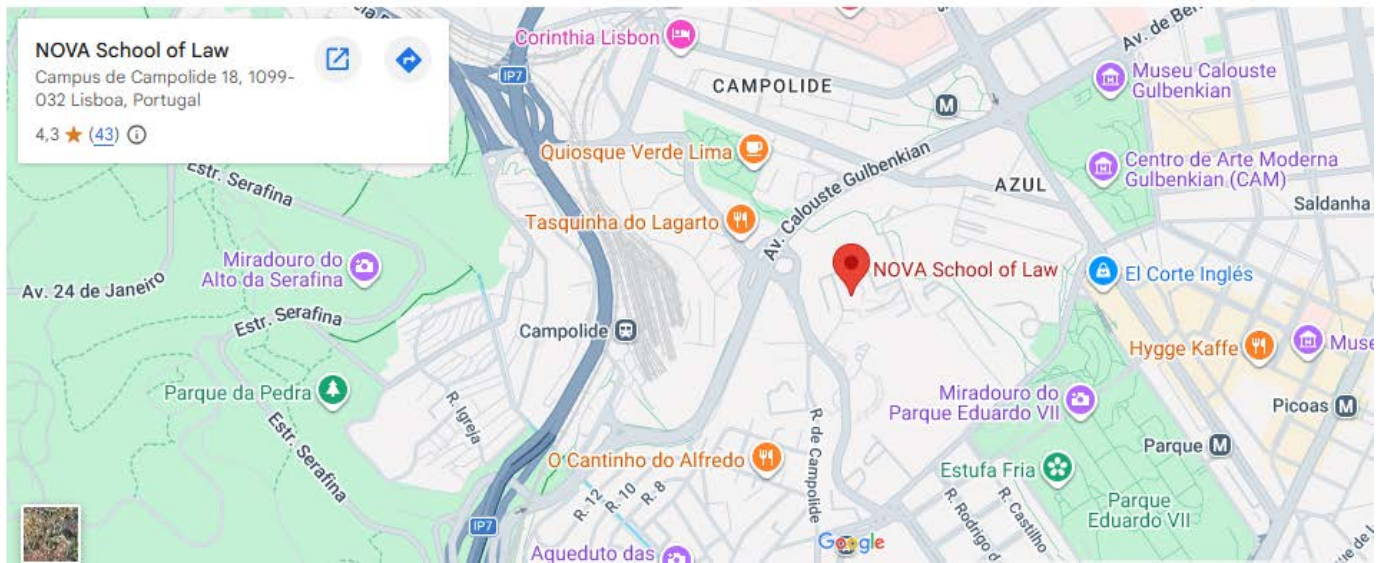 NOVA School of Law
Campus de Campolide 18, 1099-
032 Lisboa, Portugal
4,3 ★ (43)
Corinthia Lisbon
IP7
CAMPOLIDE
Av. de Ber
M
Museu Calouste
Gulbenkian
Quiosque Verde Lima
Av. Calouste Gulbenkian
Centro de Arte Moderna
Gulbenkian (CAM)
AZUL
Saldanha
Estr. Serafina
Tasquinha do Lagarto
Miradouro do
Alto da Serafina
NOVA School of Law
El Corte Inglés
Av. 24 de Janeiro
Estr. Serafina
Campolide
Hygge Kaffe
Muse
Parque da Pedra
R. Igreja
Miradouro do
Parque Eduardo VII
Picoas M
R. de Campolide
Parque M
Estr. Serafina
O Cantinho do Alfredo
Estufa Fria
R. 12
R. 10
R. 8
R. Rodrigo d
R. Castilho
Parque
Eduardo VII
IP7
Google
Aqueduto das